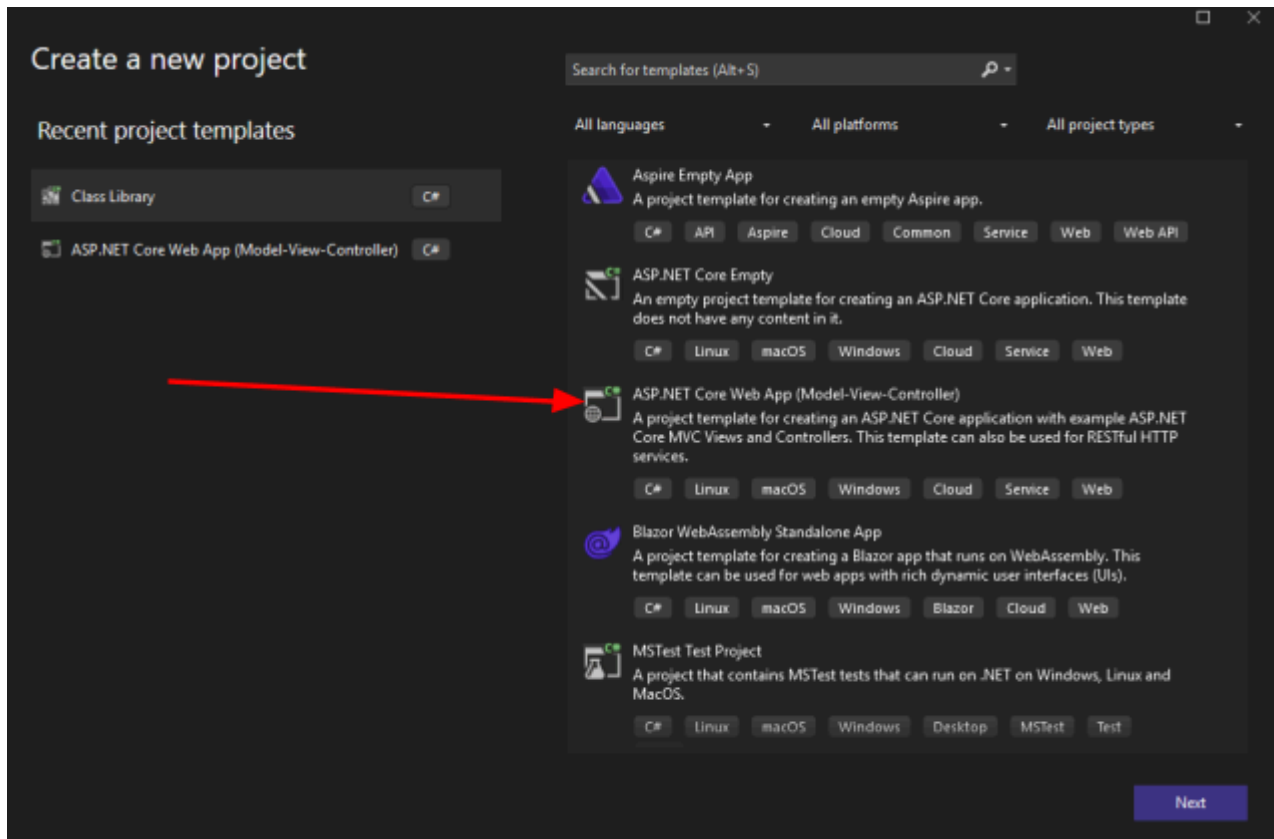 Create a new project
Search for templates (Alt+S)
Recent project templates
All languages
All platforms
All project types
Class Library
C#
ASP.NET Core Web App (Model-View-Controller)
C#
Aspire Empty App
A project template for creating an empty Aspire app.
C# API Aspire Cloud Common Service Web Web API
ASP.NET Core Empty
An empty project template for creating an ASP.NET Core application. This template
does not have any content in it.
C# Linux macOS Windows Cloud Service Web
ASP.NET Core Web App (Model-View-Controller)
A project template for creating an ASP.NET Core application with example ASP.NET
Core MVC Views and Controllers. This template can also be used for RESTful HTTP
services.
C# Linux macOS Windows Cloud Service Web
Blazor WebAssembly Standalone App
A project template for creating a Blazor app that runs on WebAssembly. This
template can be used for web apps with rich dynamic user interfaces (UIs).
C# Linux macOS Windows Blazor Cloud Web
MSTest Test Project
A project that contains MSTest tests that can run on .NET on Windows, Linux and
MacOS.
C# Linux macOS Windows Desktop MSTest Test
Next